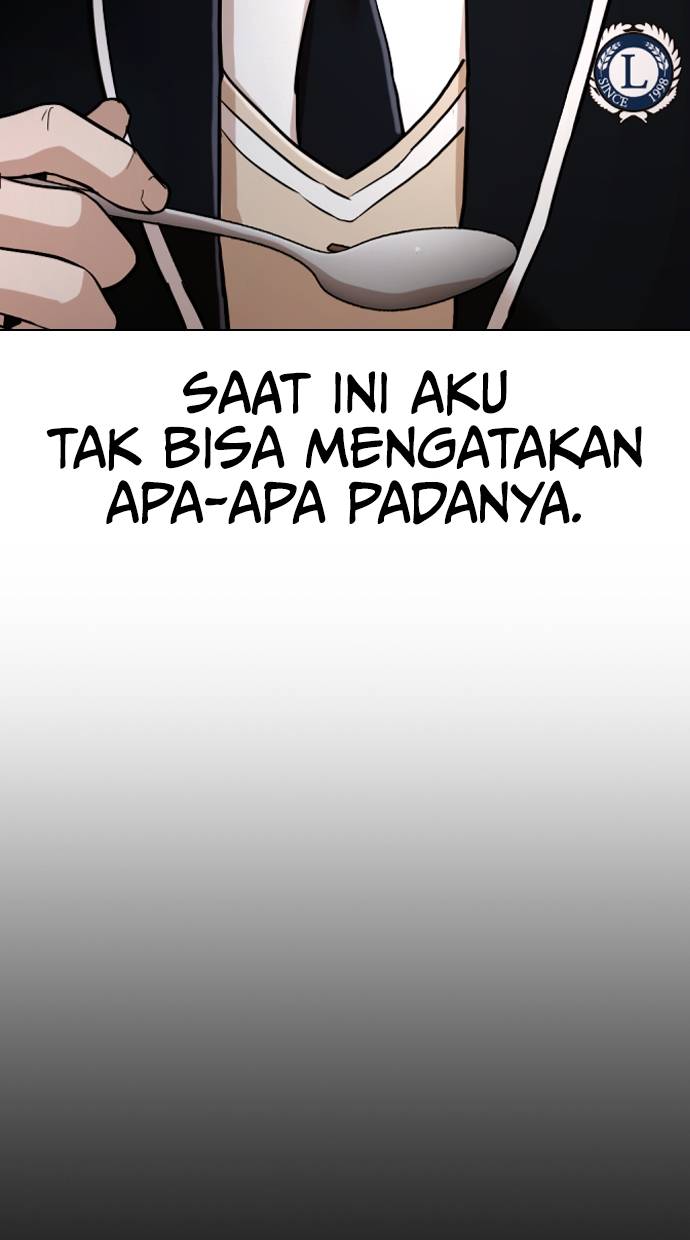 L
SINCE 1998
SAAT INI AKU
TAK BISA MENGATAKAN
APA-APA PADANYA.